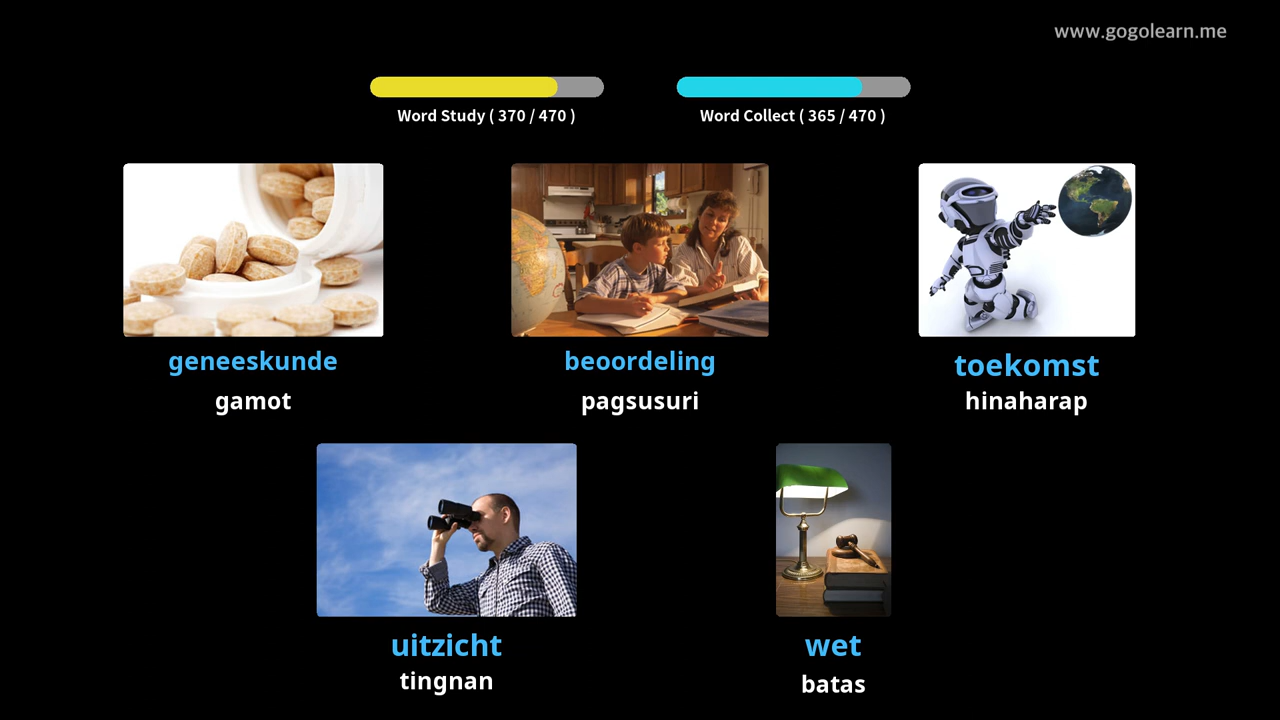 www.gogolearn.me
Word Study ( 370 / 470 )
Word Collect ( 365 / 470 )
geneeskunde
gamot
beoordeling
pagsusuri
toekomst
hinaharap
uitzicht
tingnan
wet
batas